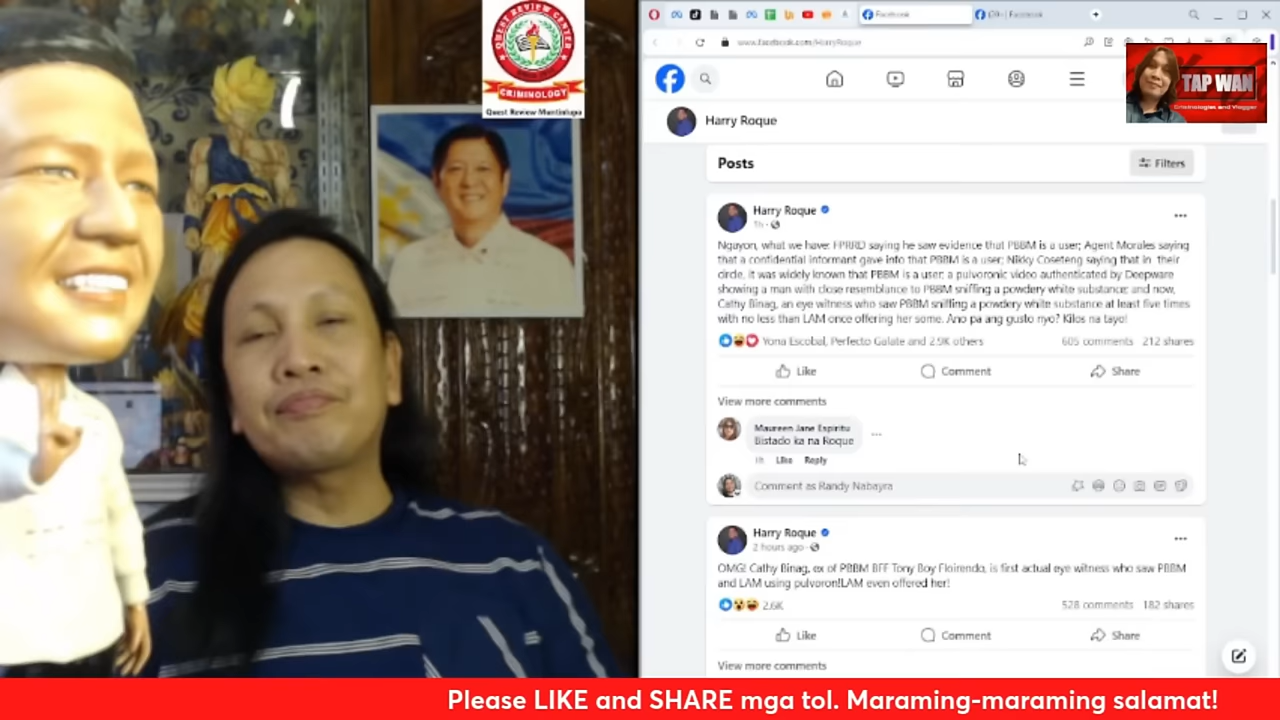 QUEST REVIEW CENTER
CRIMINOLOGY
Quest Review Muntinlupa
Facebook
Facebook
www.facebook.com/HarryRoque
TAP WAN
Criminologist and Vlogger
Harry Roque
Posts
Filters
Harry Roque
1h
Ngayon, what we have: FPRRD saying he saw evidence that PBBM is a user; Agent Morales saying
that a confidential informant gave info that PBBM is a user; Nikky Coseteng saying that in their
circle, it was widely known that PBBM is a user; a pulvoronic video authenticated by Deepware
showing a man with close resemblance to PBBM sniffing a powdery white substance; and now,
Cathy Binag, an eye witness who saw PBBM sniffling a powdery white substance at least five times
with no less than LAM once offering her some. Ano pa ang gusto nyo? Kilos na tayo!
Yona Escobal, Perfecto Galate and 2.9K others
605 comments 212 shares
Like Comment Share
View more comments
Maureen Jane Espiritu
Bistado ka na Roque
1h Like Reply
Comment as Randy Nabayra
Harry Roque
2 hours ago
OMG! Cathy Binag, ex of PBBM BFF Tony Boy Floirendo, is first actual eye witness who saw PBBM
and LAM using pulvoron!LAM even offered her!
2.6K 528 comments 182 shares
Like Comment Share
View more comments
Please LIKE and SHARE mga tol. Maraming-maraming salamat!